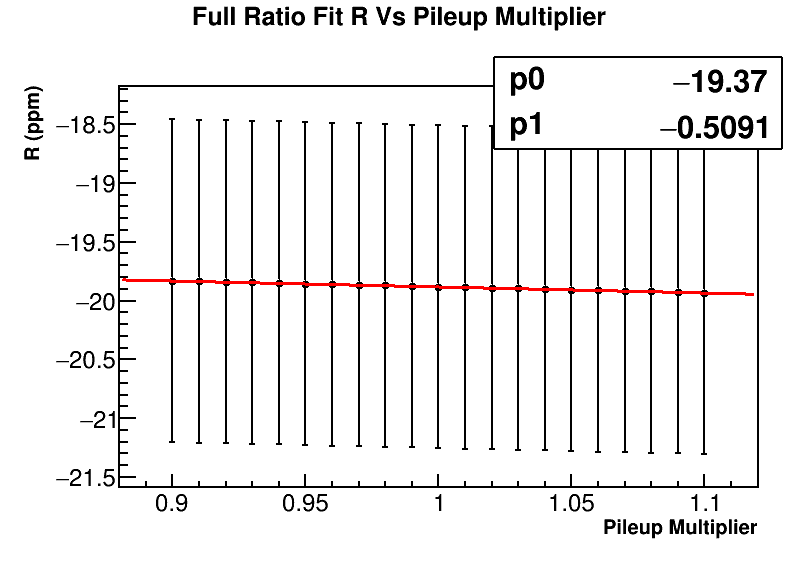 Full Ratio Fit R Vs Pileup Multiplier
p0 −19.37
p1 −0.5091
R (ppm)
−18.5
−19
−19.5
−20
−20.5
−21
−21.5
0.9 0.95 1 1.05 1.1
Pileup Multiplier